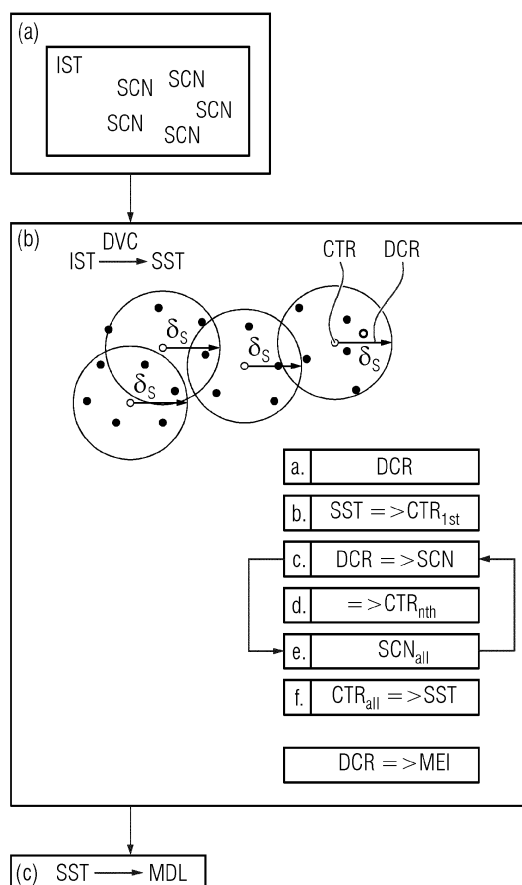 (a)
IST
SCN
SCN
SCN
SCN
SCN
(b)
DVC
IST → SST
CTR
DCR
δS
δS
δS
δS
a. DCR
b. SST =>CTR1st
c. DCR =>SCN
d. =>CTRnth
e. SCNall
f. CTRall =>SST
DCR =>MEI
(c) SST → MDL